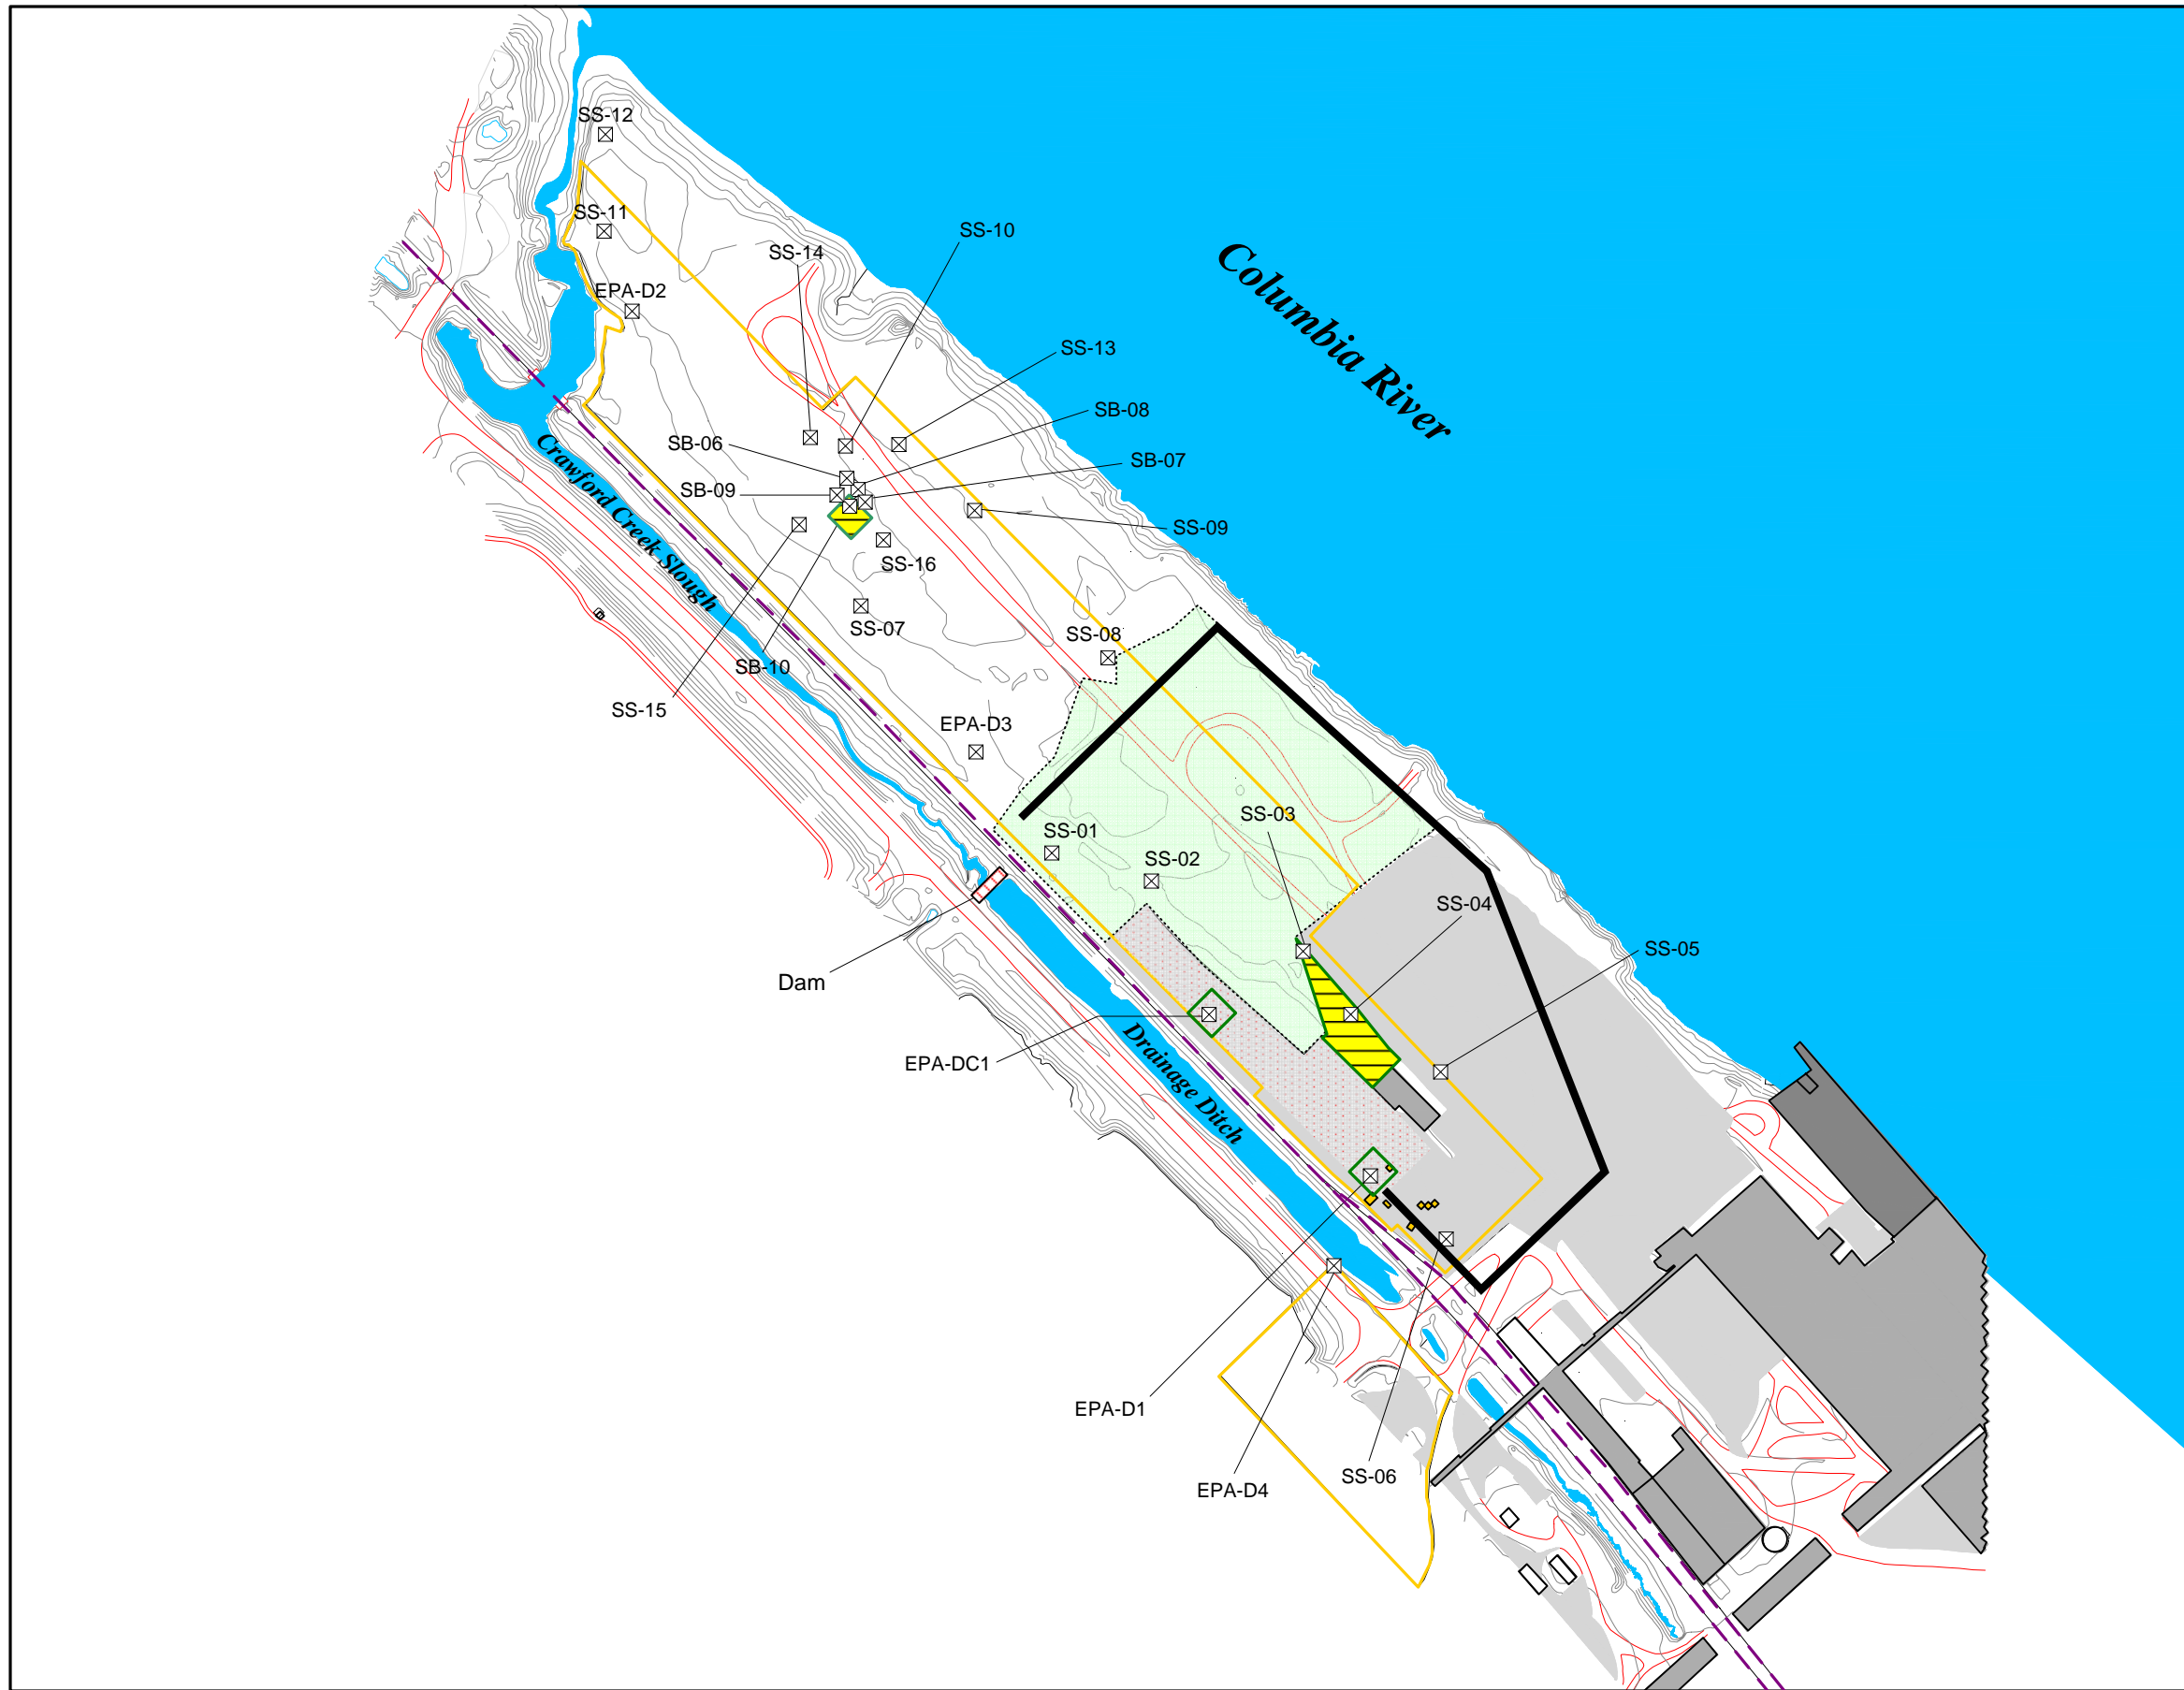 SS-12
SS-11
SS-10
SS-14
EPA-D2
Columbia River
SS-13
SB-08
SB-06
SB-07
SB-09
Crawford Creek Slough
SS-09
SS-16
SS-07
SS-08
SB-10
SS-15
EPA-D3
SS-03
SS-01
SS-02
SS-04
SS-05
Dam
EPA-DC1
Drainage Ditch
EPA-D1
SS-06
EPA-D4